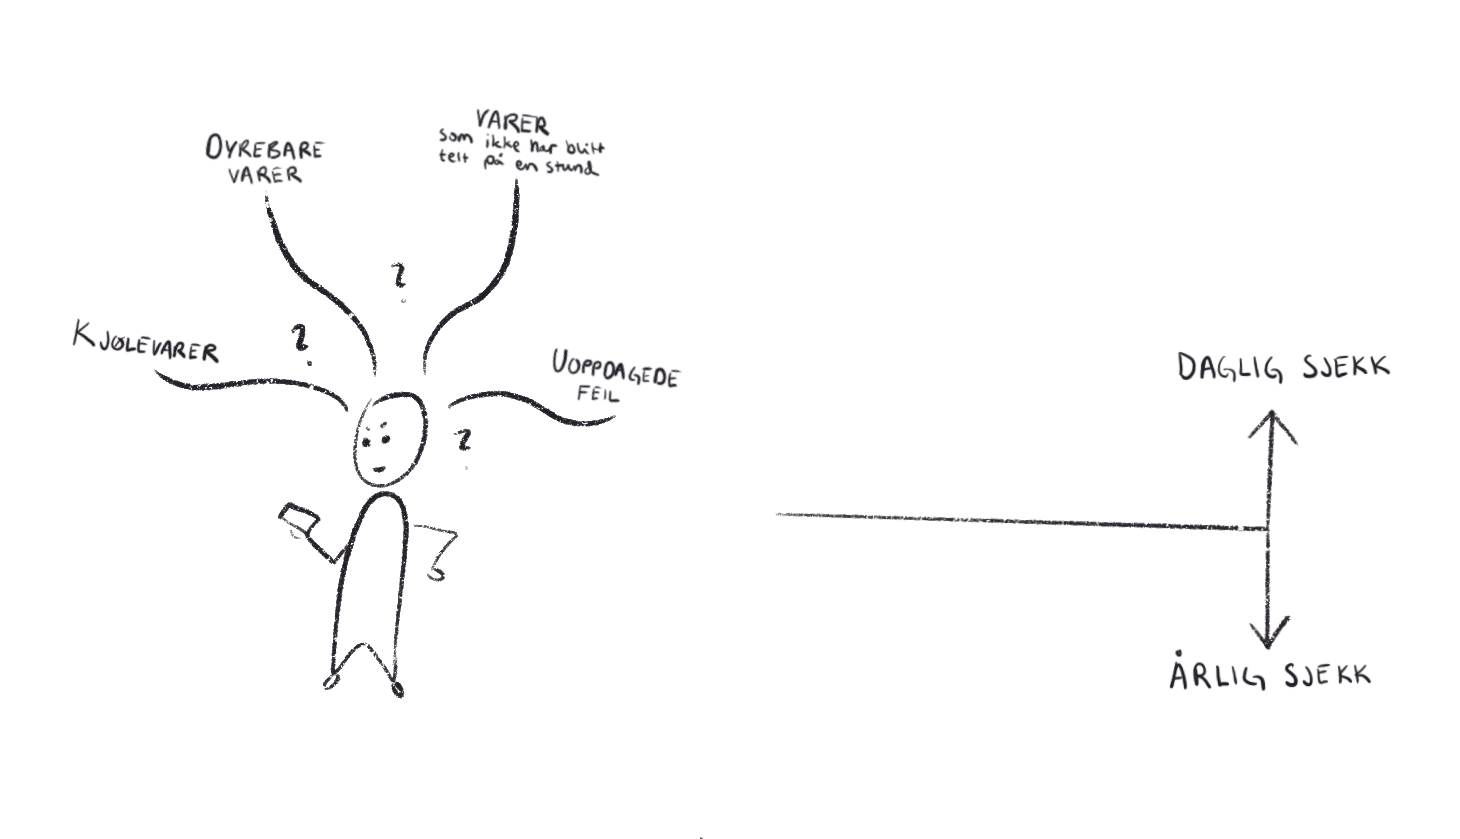 DYREBARE
VARER
VARER
som ikke har blitt
telt på en stund
?
?
KJØLEVARER
UOPPDAGEDE
FEIL
?
DAGLIG SJEKK
ÅRLIG SJEKK